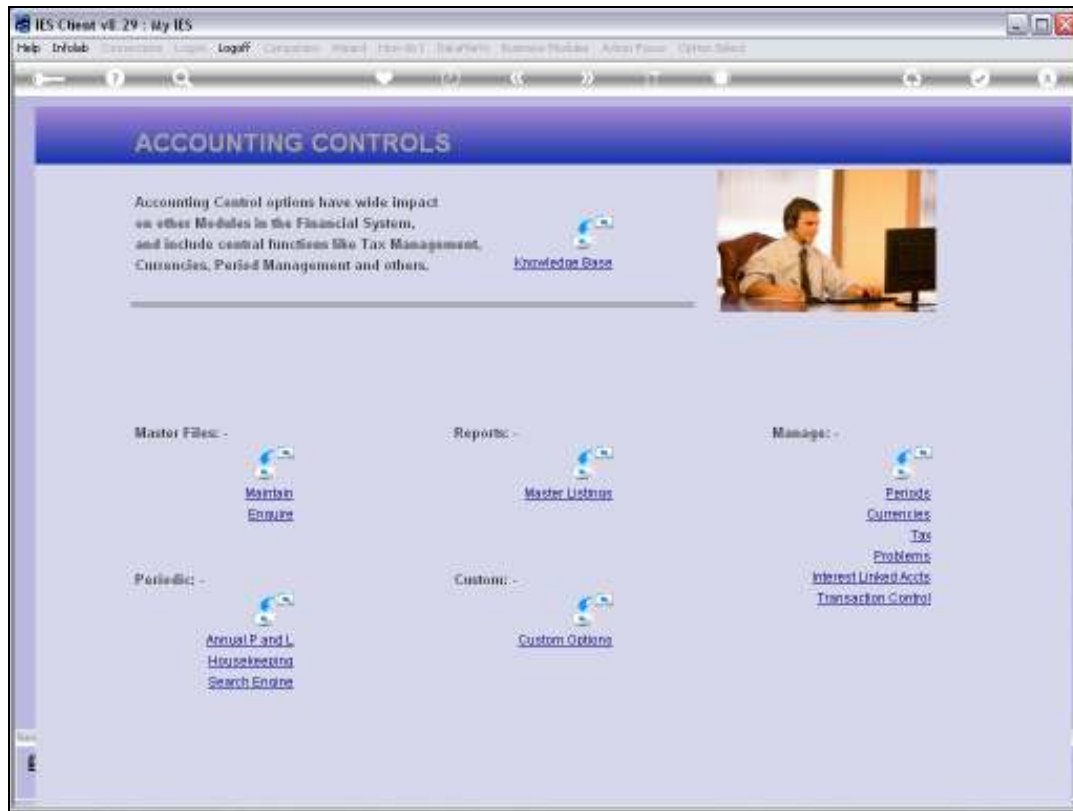 IES Client v8.29 : My IES
Help Infolab Logoff
ACCOUNTING CONTROLS
Accounting Control options have wide impact
on other Modules in the Financial System,
and include central functions like Tax Management,
Currencies, Period Management and others.
Knowledge Base
Master Files: -
Maintain
Enquire
Reports: -
Master Listings
Manage: -
Periods
Currencies
Tax
Problems
Interest Linked Accts
Transaction Control
Periodic: -
Annual P and L
Housekeeping
Search Engine
Custom: -
Custom Options